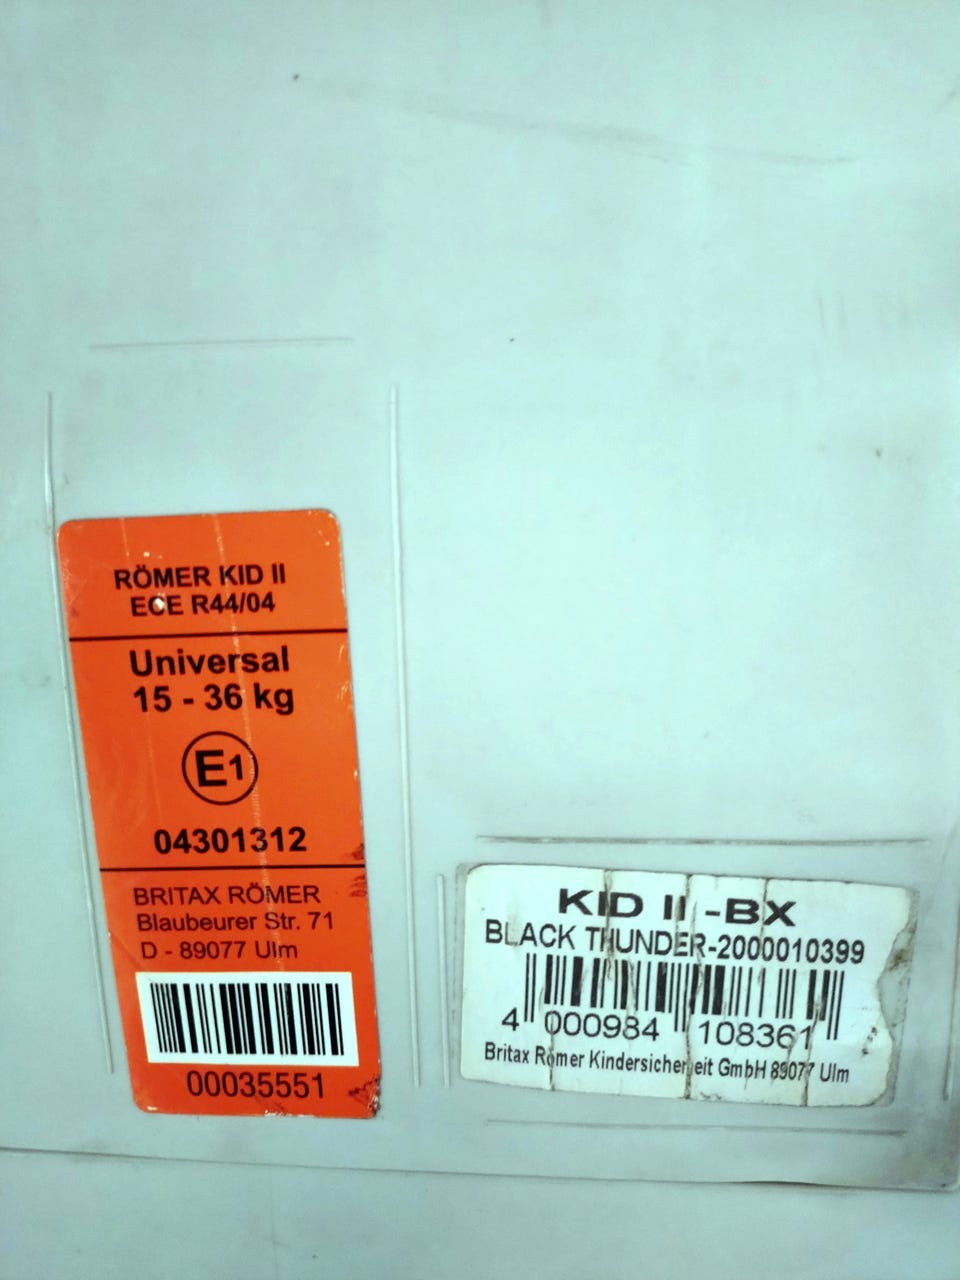 RÖMER KID II
ECE R44/04
Universal
15 - 36 kg
E1
04301312
BRITAX RÖMER
Blaubeurer Str. 71
D - 89077 Ulm
00035551
KID II -BX
BLACK THUNDER-2000010399
4 000984 108361
Britax Römer Kindersicherheit GmbH 89077 Ulm